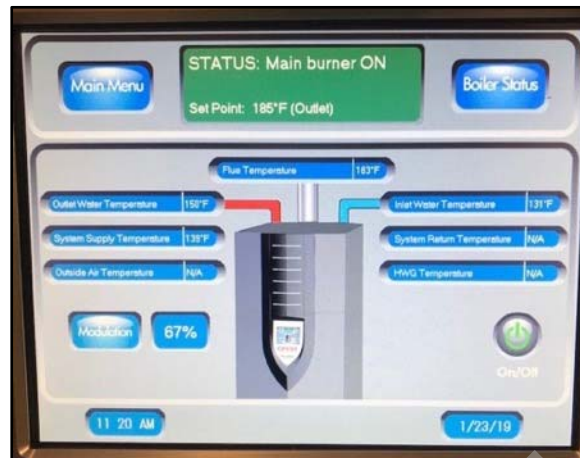 Main Menu
STATUS: Main burner ON
Set Point: 185°F (Outlet)
Boiler Status
Flue Temperature 163°F
Outlet Water Temperature 150°F
Inlet Water Temperature 131°F
System Supply Temperature 135°F
System Return Temperature N/A
Outside Air Temperature N/A
HWG Temperature N/A
Modulation 67%
On/Off
11 20 AM
1/23/19